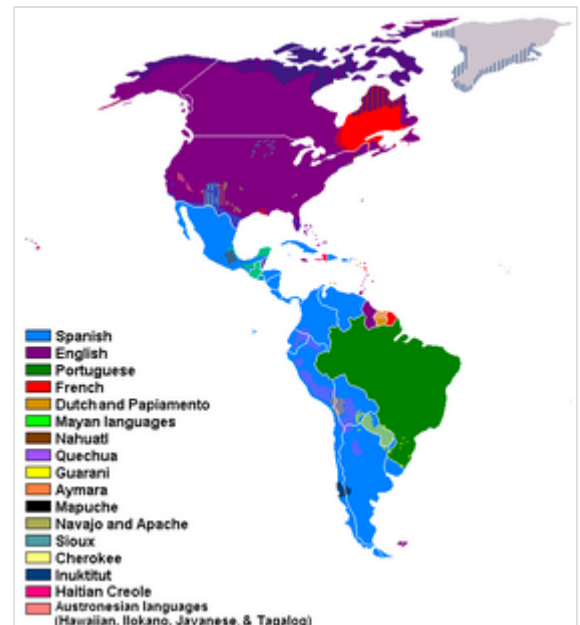 Spanish
English
Portuguese
French
Dutch and Papiamento
Mayan languages
Nahuatl
Quechua
Guarani
Aymara
Mapuche
Navajo and Apache
Sioux
Cherokee
Inuktitut
Haitian Creole
Austronesian languages
(Hawaiian, Ilokano, Javanese, & Tagalog)